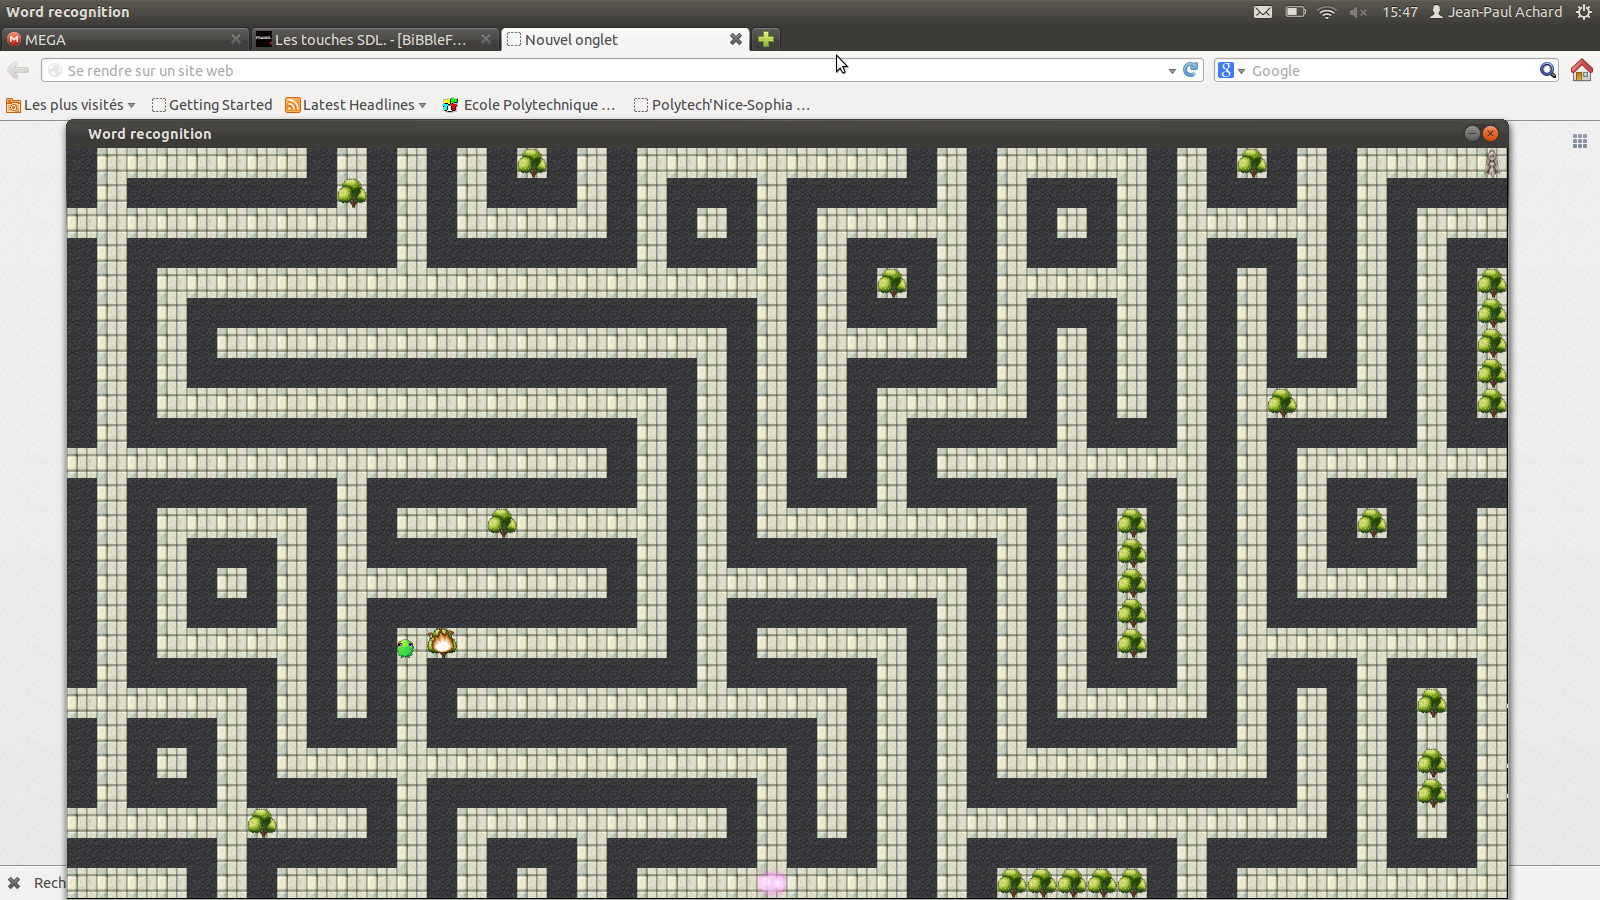 Word recognition
15:47 Jean-Paul Achard
MEGA
Les touches SDL. - [BiBBleF...
Nouvel onglet
Se rendre sur un site web
Google
Les plus visités
Getting Started
Latest Headlines
Ecole Polytechnique ...
Polytech'Nice-Sophia ...
Word recognition
Rech